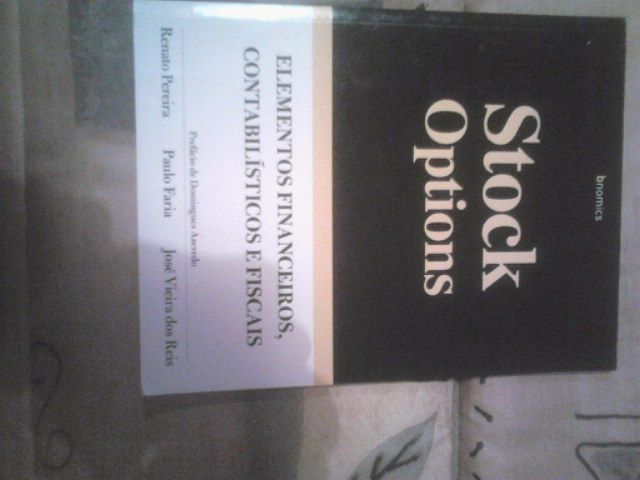 bnomics
Stock
Options
ELEMENTOS FINANCEIROS,
CONTABILÍSTICOS E FISCAIS
Prefácio de Domingues Azevedo
Renato Pereira Paulo Faria José Vieira dos Reis